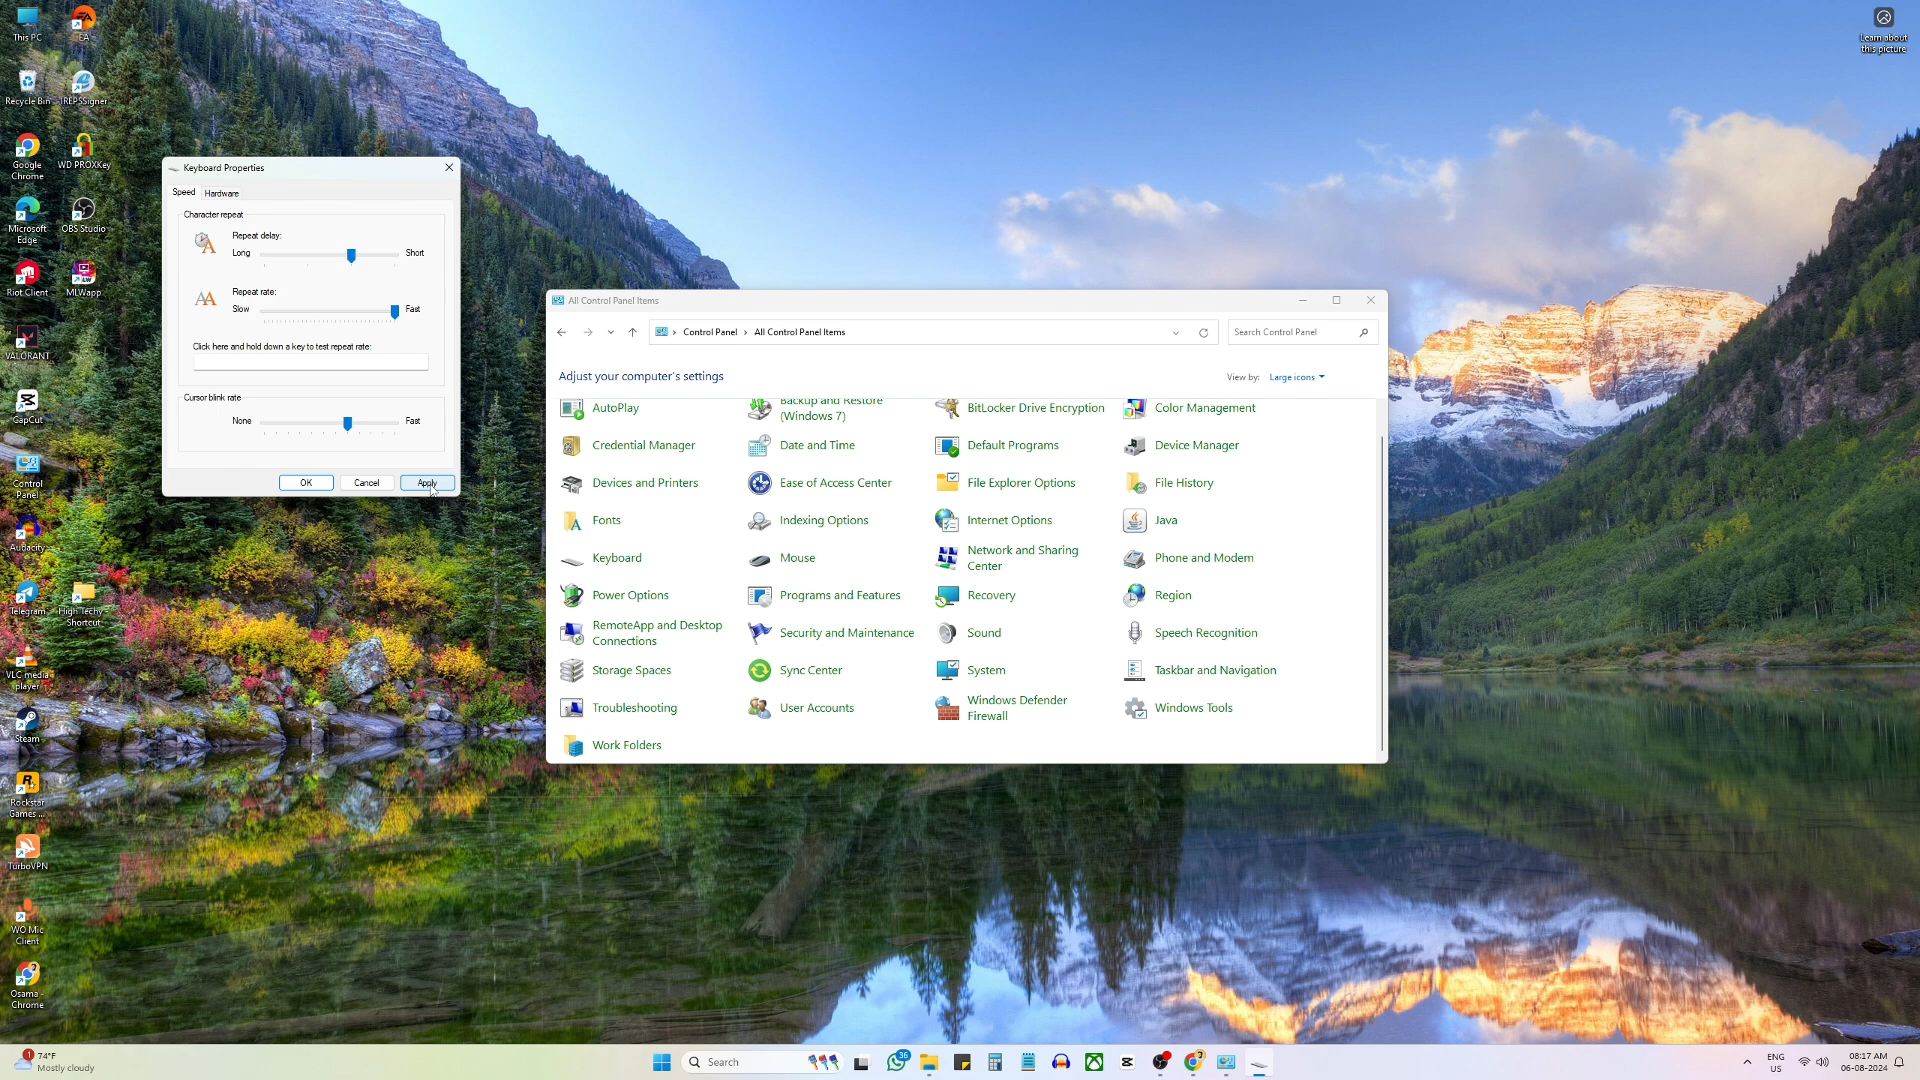 This PC
EA
Recycle Bin
IREPSSigner
Google
Chrome
WD PROXKey
Microsoft
Edge
OBS Studio
Riot Client
MLWapp
VALORANT
CapCut
Control
Panel
Audacity
Telegram
High Techy -
Shortcut
VLC media
player
Steam
Rockstar
Games ...
TurboVPN
WO Mic
Client
Osama -
Chrome
Learn about
this picture
Keyboard Properties
Speed
Hardware
Character repeat
Repeat delay:
Long
Short
Repeat rate:
Slow
Fast
Click here and hold down a key to test repeat rate:
Cursor blink rate
None
Fast
OK
Cancel
Apply
All Control Panel Items
Control Panel
All Control Panel Items
Search Control Panel
Adjust your computer's settings
View by:
Large icons
AutoPlay
Backup and Restore
(Windows 7)
BitLocker Drive Encryption
Color Management
Credential Manager
Date and Time
Default Programs
Device Manager
Devices and Printers
Ease of Access Center
File Explorer Options
File History
Fonts
Indexing Options
Internet Options
Java
Keyboard
Mouse
Network and Sharing
Center
Phone and Modem
Power Options
Programs and Features
Recovery
Region
RemoteApp and Desktop
Connections
Security and Maintenance
Sound
Speech Recognition
Storage Spaces
Sync Center
System
Taskbar and Navigation
Troubleshooting
User Accounts
Windows Defender
Firewall
Windows Tools
Work Folders
1
74°F
Mostly cloudy
Search
36
ENG
US
08:17 AM
06-08-2024